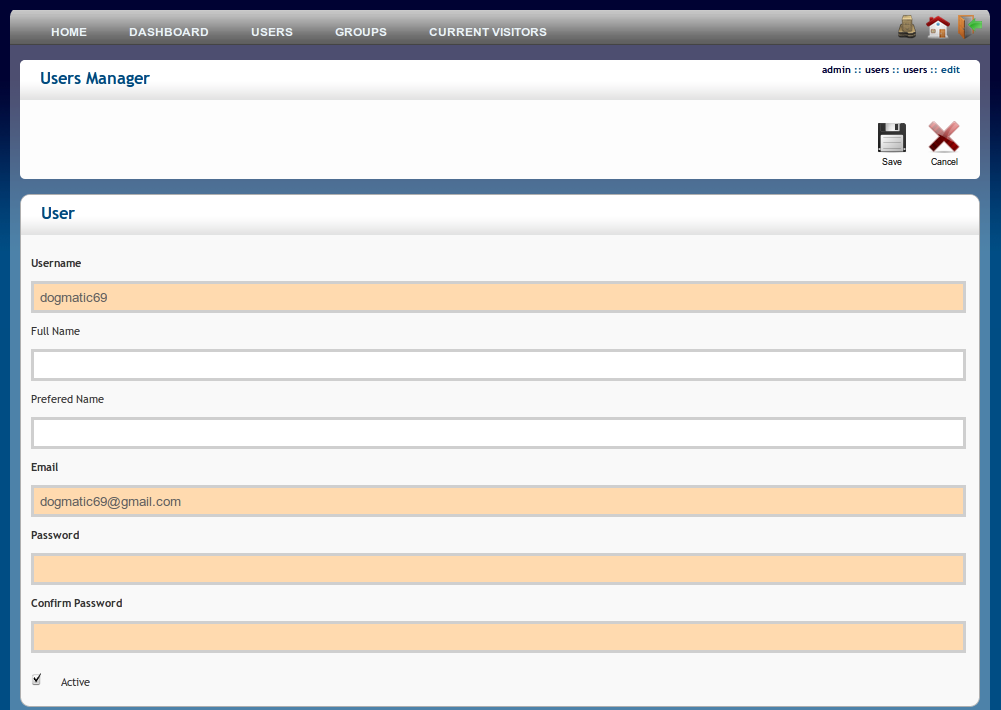 HOME DASHBOARD USERS GROUPS CURRENT VISITORS
Users Manager
admin :: users :: users :: edit
Save Cancel
User
Username
dogmatic69
Full Name
Prefered Name
Email
dogmatic69@gmail.com
Password
Confirm Password
Active